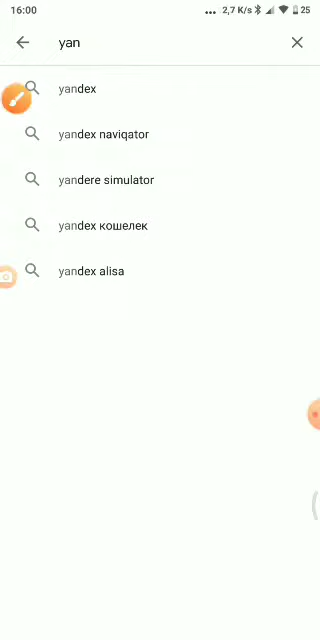 16:00 ... 2,7 K/s 25
yan
yandex
yandex naviqator
yandere simulator
yandex кошелек
yandex alisa